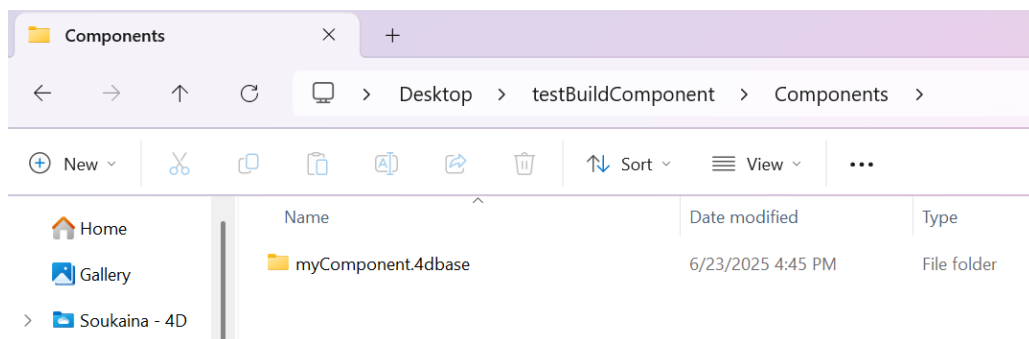 Components
Desktop > testBuildComponent > Components >
New Sort View
Name Date modified Type
Home
myComponent.4dbase 6/23/2025 4:45 PM File folder
Gallery
Soukaina - 4D